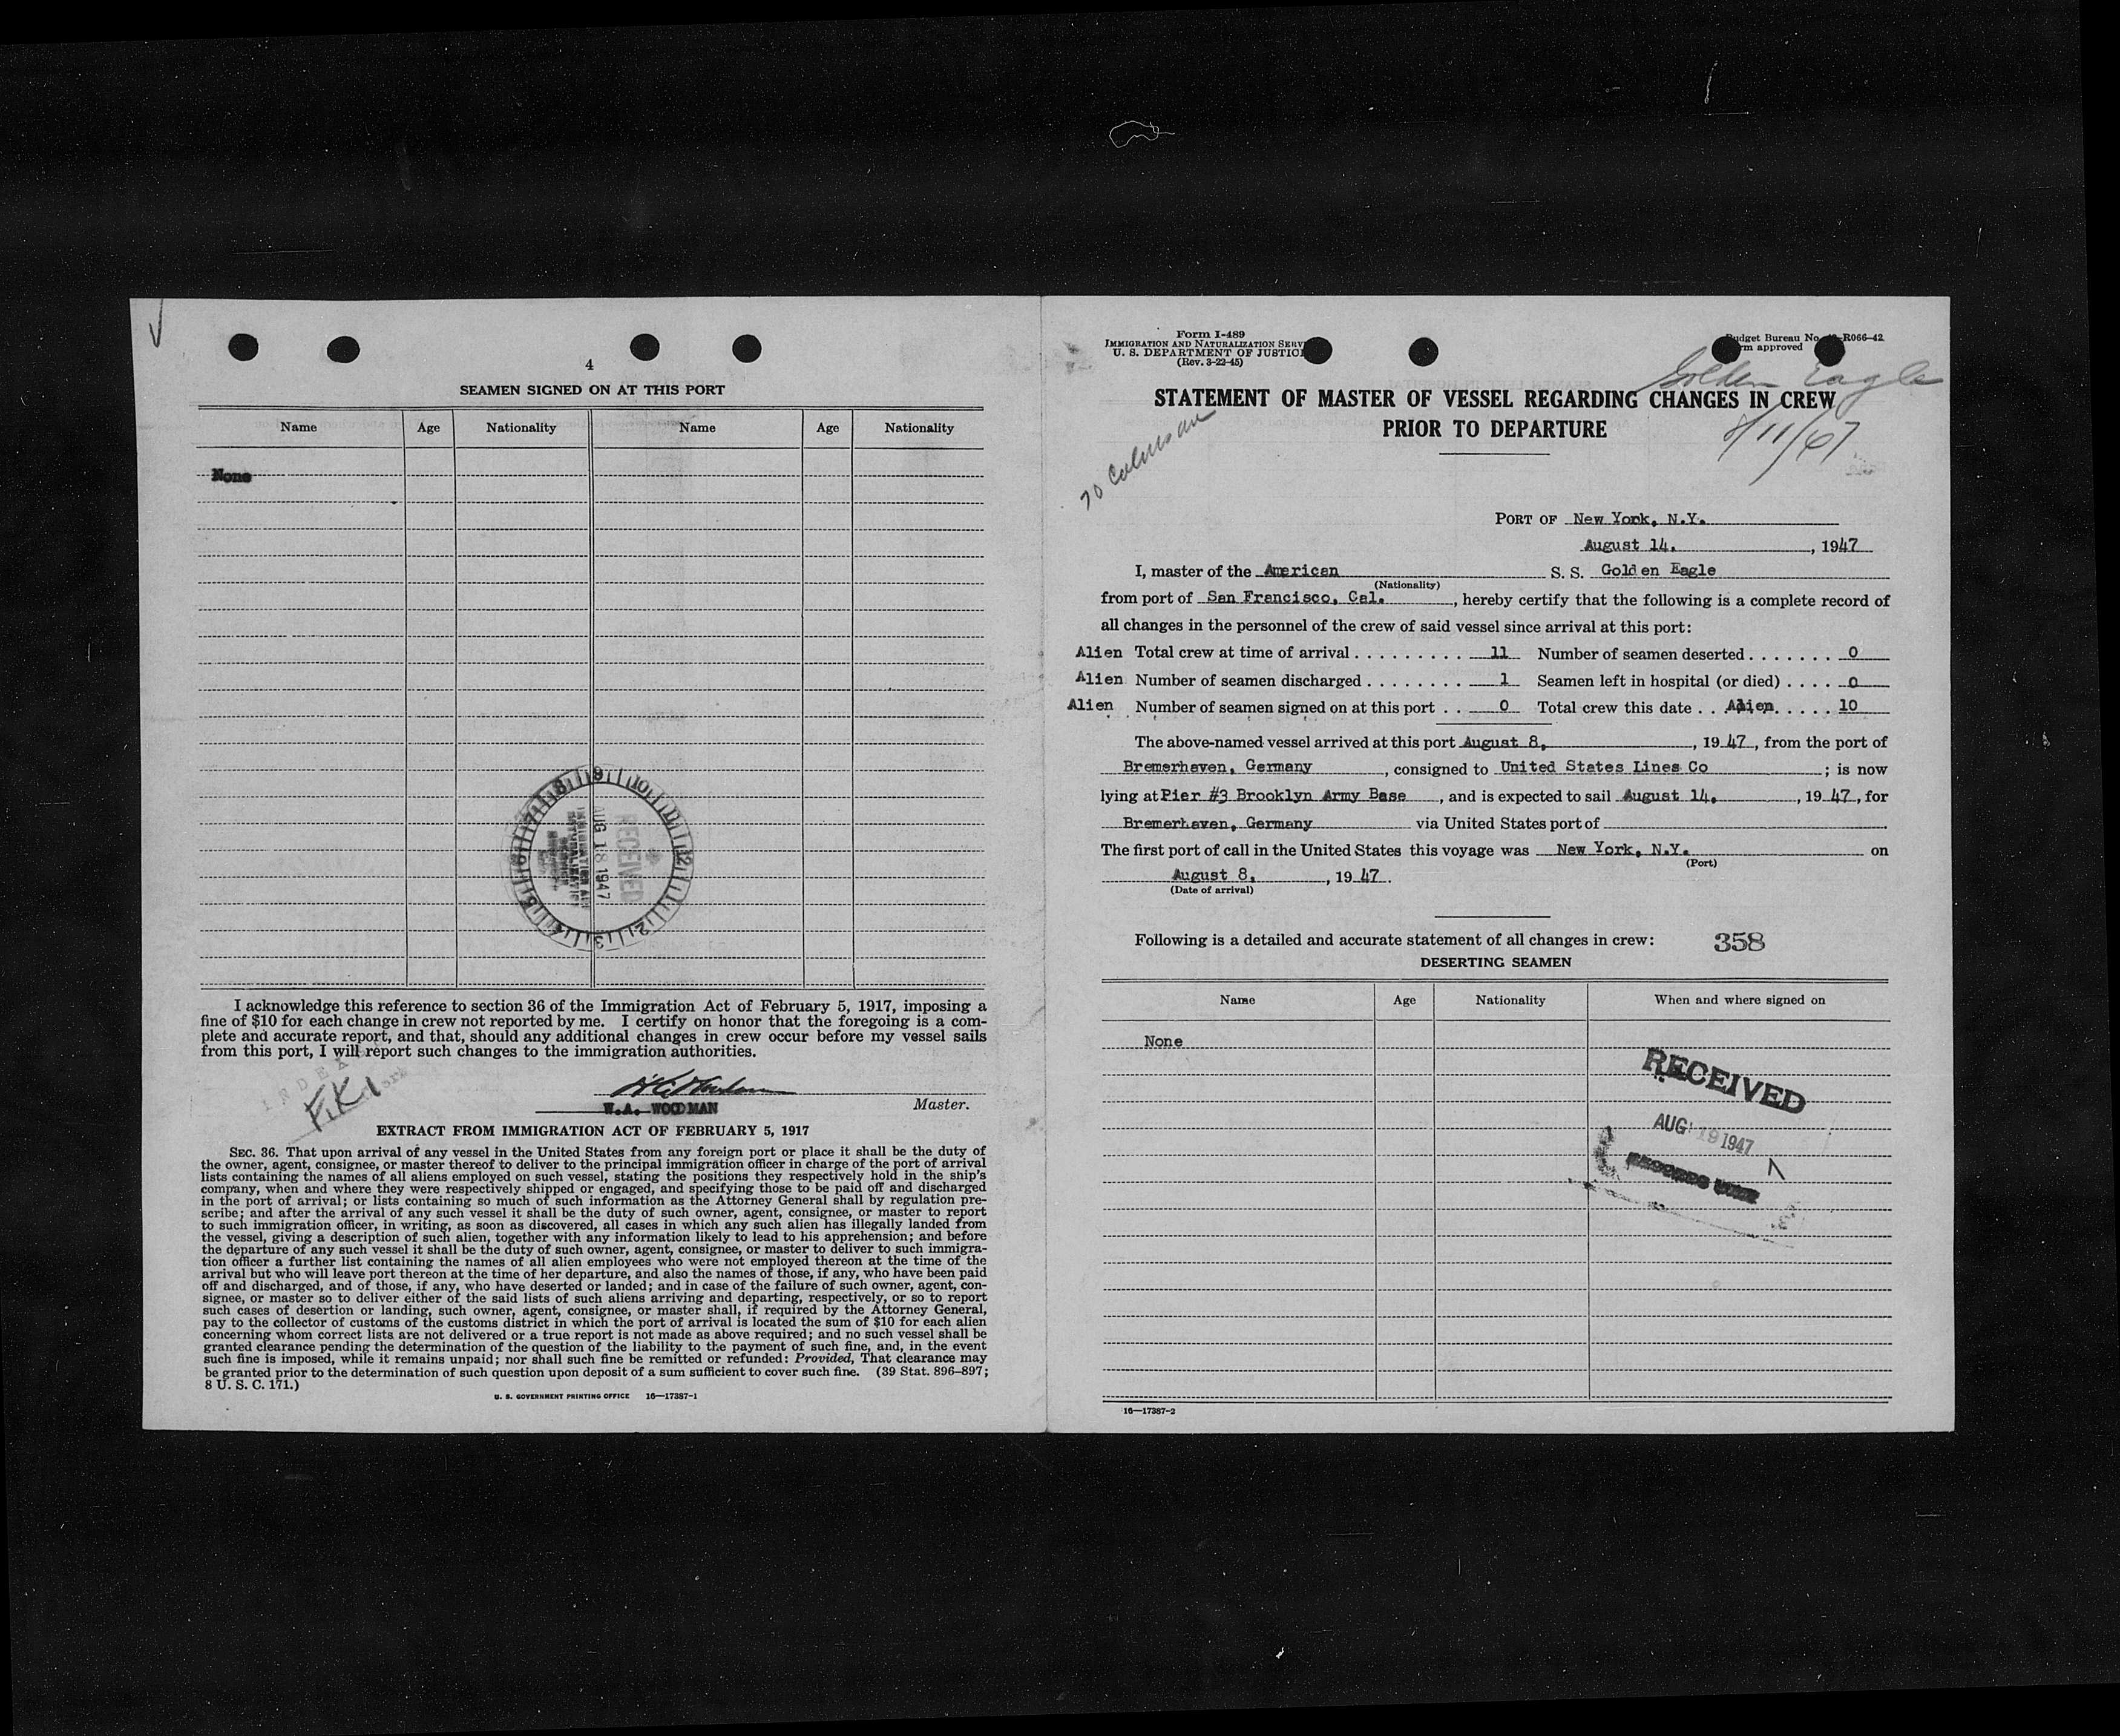 4
SEAMEN SIGNED ON AT THIS PORT
Name Age Nationality Name Age Nationality
None
8 9 10 11 12 2 3 4 5 6 7
RECEIVED
AUG 18 1947
IMMIGRATION AND
NATURALIZATION
SERVICE
I acknowledge this reference to section 36 of the Immigration Act of February 5, 1917, imposing a
fine of $10 for each change in crew not reported by me. I certify on honor that the foregoing is a com-
plete and accurate report, and that, should any additional changes in crew occur before my vessel sails
from this port, I will report such changes to the immigration authorities.
W.A. WOODMAN Master.
EXTRACT FROM IMMIGRATION ACT OF FEBRUARY 5, 1917
SEC. 36. That upon arrival of any vessel in the United States from any foreign port or place it shall be the duty of
the owner, agent, consignee, or master thereof to deliver to the principal immigration officer in charge of the port of arrival
lists containing the names of all aliens employed on such vessel, stating the positions they respectively hold in the ship's
company, when and where they were respectively shipped or engaged, and specifying those to be paid off and discharged
in the port of arrival; or lists containing so much of such information as the Attorney General shall by regulation pre-
scribe; and after the arrival of any such vessel it shall be the duty of such owner, agent, consignee, or master to report
to such immigration officer, in writing, as soon as discovered, all cases in which any such alien has illegally landed from
the vessel, giving a description of such alien, together with any information likely to lead to his apprehension; and before
the departure of any such vessel it shall be the duty of such owner, agent, consignee, or master to deliver to such immigra-
tion officer a further list containing the names of all alien employees who were not employed thereon at the time of the
arrival but who will leave port thereon at the time of her departure, and also the names of those, if any, who have been paid
off and discharged, and of those, if any, who have deserted or landed; and in case of the failure of such owner, agent, con-
signee, or master so to deliver either of the said lists of such aliens arriving and departing, respectively, or so to report
such cases of desertion or landing, such owner, agent, consignee, or master shall, if required by the Attorney General,
pay to the collector of customs of the customs district in which the port of arrival is located the sum of $10 for each alien
concerning whom correct lists are not delivered or a true report is not made as above required; and no such vessel shall be
granted clearance pending the determination of the question of the liability to the payment of such fine, and, in the event
such fine is imposed, while it remains unpaid; nor shall such fine be remitted or refunded: Provided, That clearance may
be granted prior to the determination of such question upon deposit of a sum sufficient to cover such fine. (39 Stat. 896-897;
8 U. S. C. 171.)
U. S. GOVERNMENT PRINTING OFFICE 16—17387-1
Form I-489
IMMIGRATION AND NATURALIZATION SERV
U. S. DEPARTMENT OF JUSTIC
(Rev. 3-22-45)
udget Bureau No. R066-42
rm approved
Golden Eagle
STATEMENT OF MASTER OF VESSEL REGARDING CHANGES IN CREW
PRIOR TO DEPARTURE
8/11/47
PORT OF New York, N.Y.
August 14, , 1947
I, master of the American S. S. Golden Eagle
(Nationality)
from port of San Francisco, Cal. , hereby certify that the following is a complete record of
all changes in the personnel of the crew of said vessel since arrival at this port:
Alien Total crew at time of arrival . . . . . . . . . . 11 Number of seamen deserted . . . . . . . 0
Alien Number of seamen discharged . . . . . . . . 1 Seamen left in hospital (or died) . . . . 0
Alien Number of seamen signed on at this port . . 0 Total crew this date . . Alien . . . . . 10
The above-named vessel arrived at this port August 8, , 19 47 , from the port of
Bremerhaven, Germany , consigned to United States Lines Co ; is now
lying at Pier #3 Brooklyn Army Base , and is expected to sail August 14, , 19 47 , for
Bremerhaven, Germany via United States port of
The first port of call in the United States this voyage was New York, N.Y. on
(Port)
August 8, , 19 47 .
(Date of arrival)
Following is a detailed and accurate statement of all changes in crew: 358
DESERTING SEAMEN
Name Age Nationality When and where signed on
None
RECEIVED
AUG 19 1947
16—17387-2